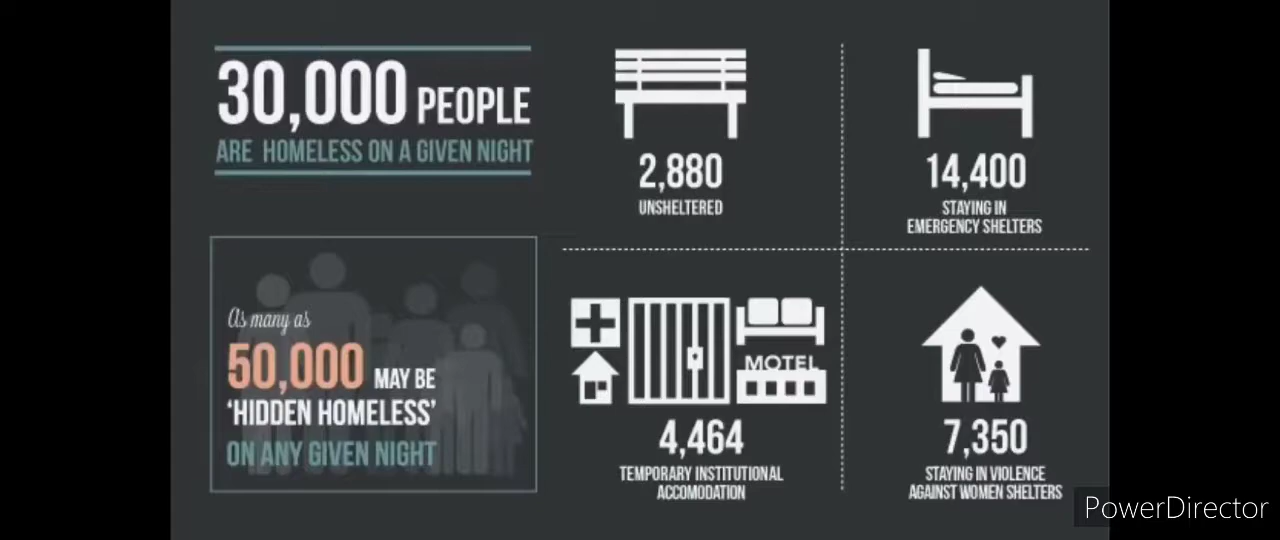 30,000 PEOPLE
ARE HOMELESS ON A GIVEN NIGHT
As many as
50,000 MAY BE
‘HIDDEN HOMELESS’
ON ANY GIVEN NIGHT
2,880
UNSHELTERED
14,400
STAYING IN
EMERGENCY SHELTERS
MOTEL
4,464
TEMPORARY INSTITUTIONAL
ACCOMODATION
7,350
STAYING IN VIOLENCE
AGAINST WOMEN SHELTERS
PowerDirector